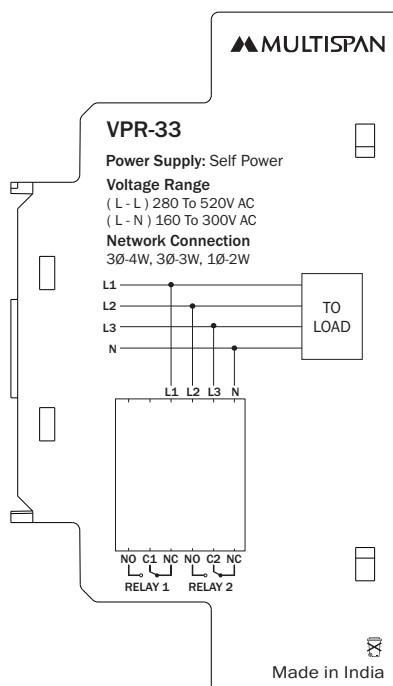 MULTISPAN
VPR-33
Power Supply: Self Power
Voltage Range
( L - L ) 280 To 520V AC
( L - N ) 160 To 300V AC
Network Connection
3Ø-4W, 3Ø-3W, 1Ø-2W
L1
L2
L3
N
TO
LOAD
L1 L2 L3 N
NO C1 NC NO C2 NC
RELAY 1 RELAY 2
Made in India